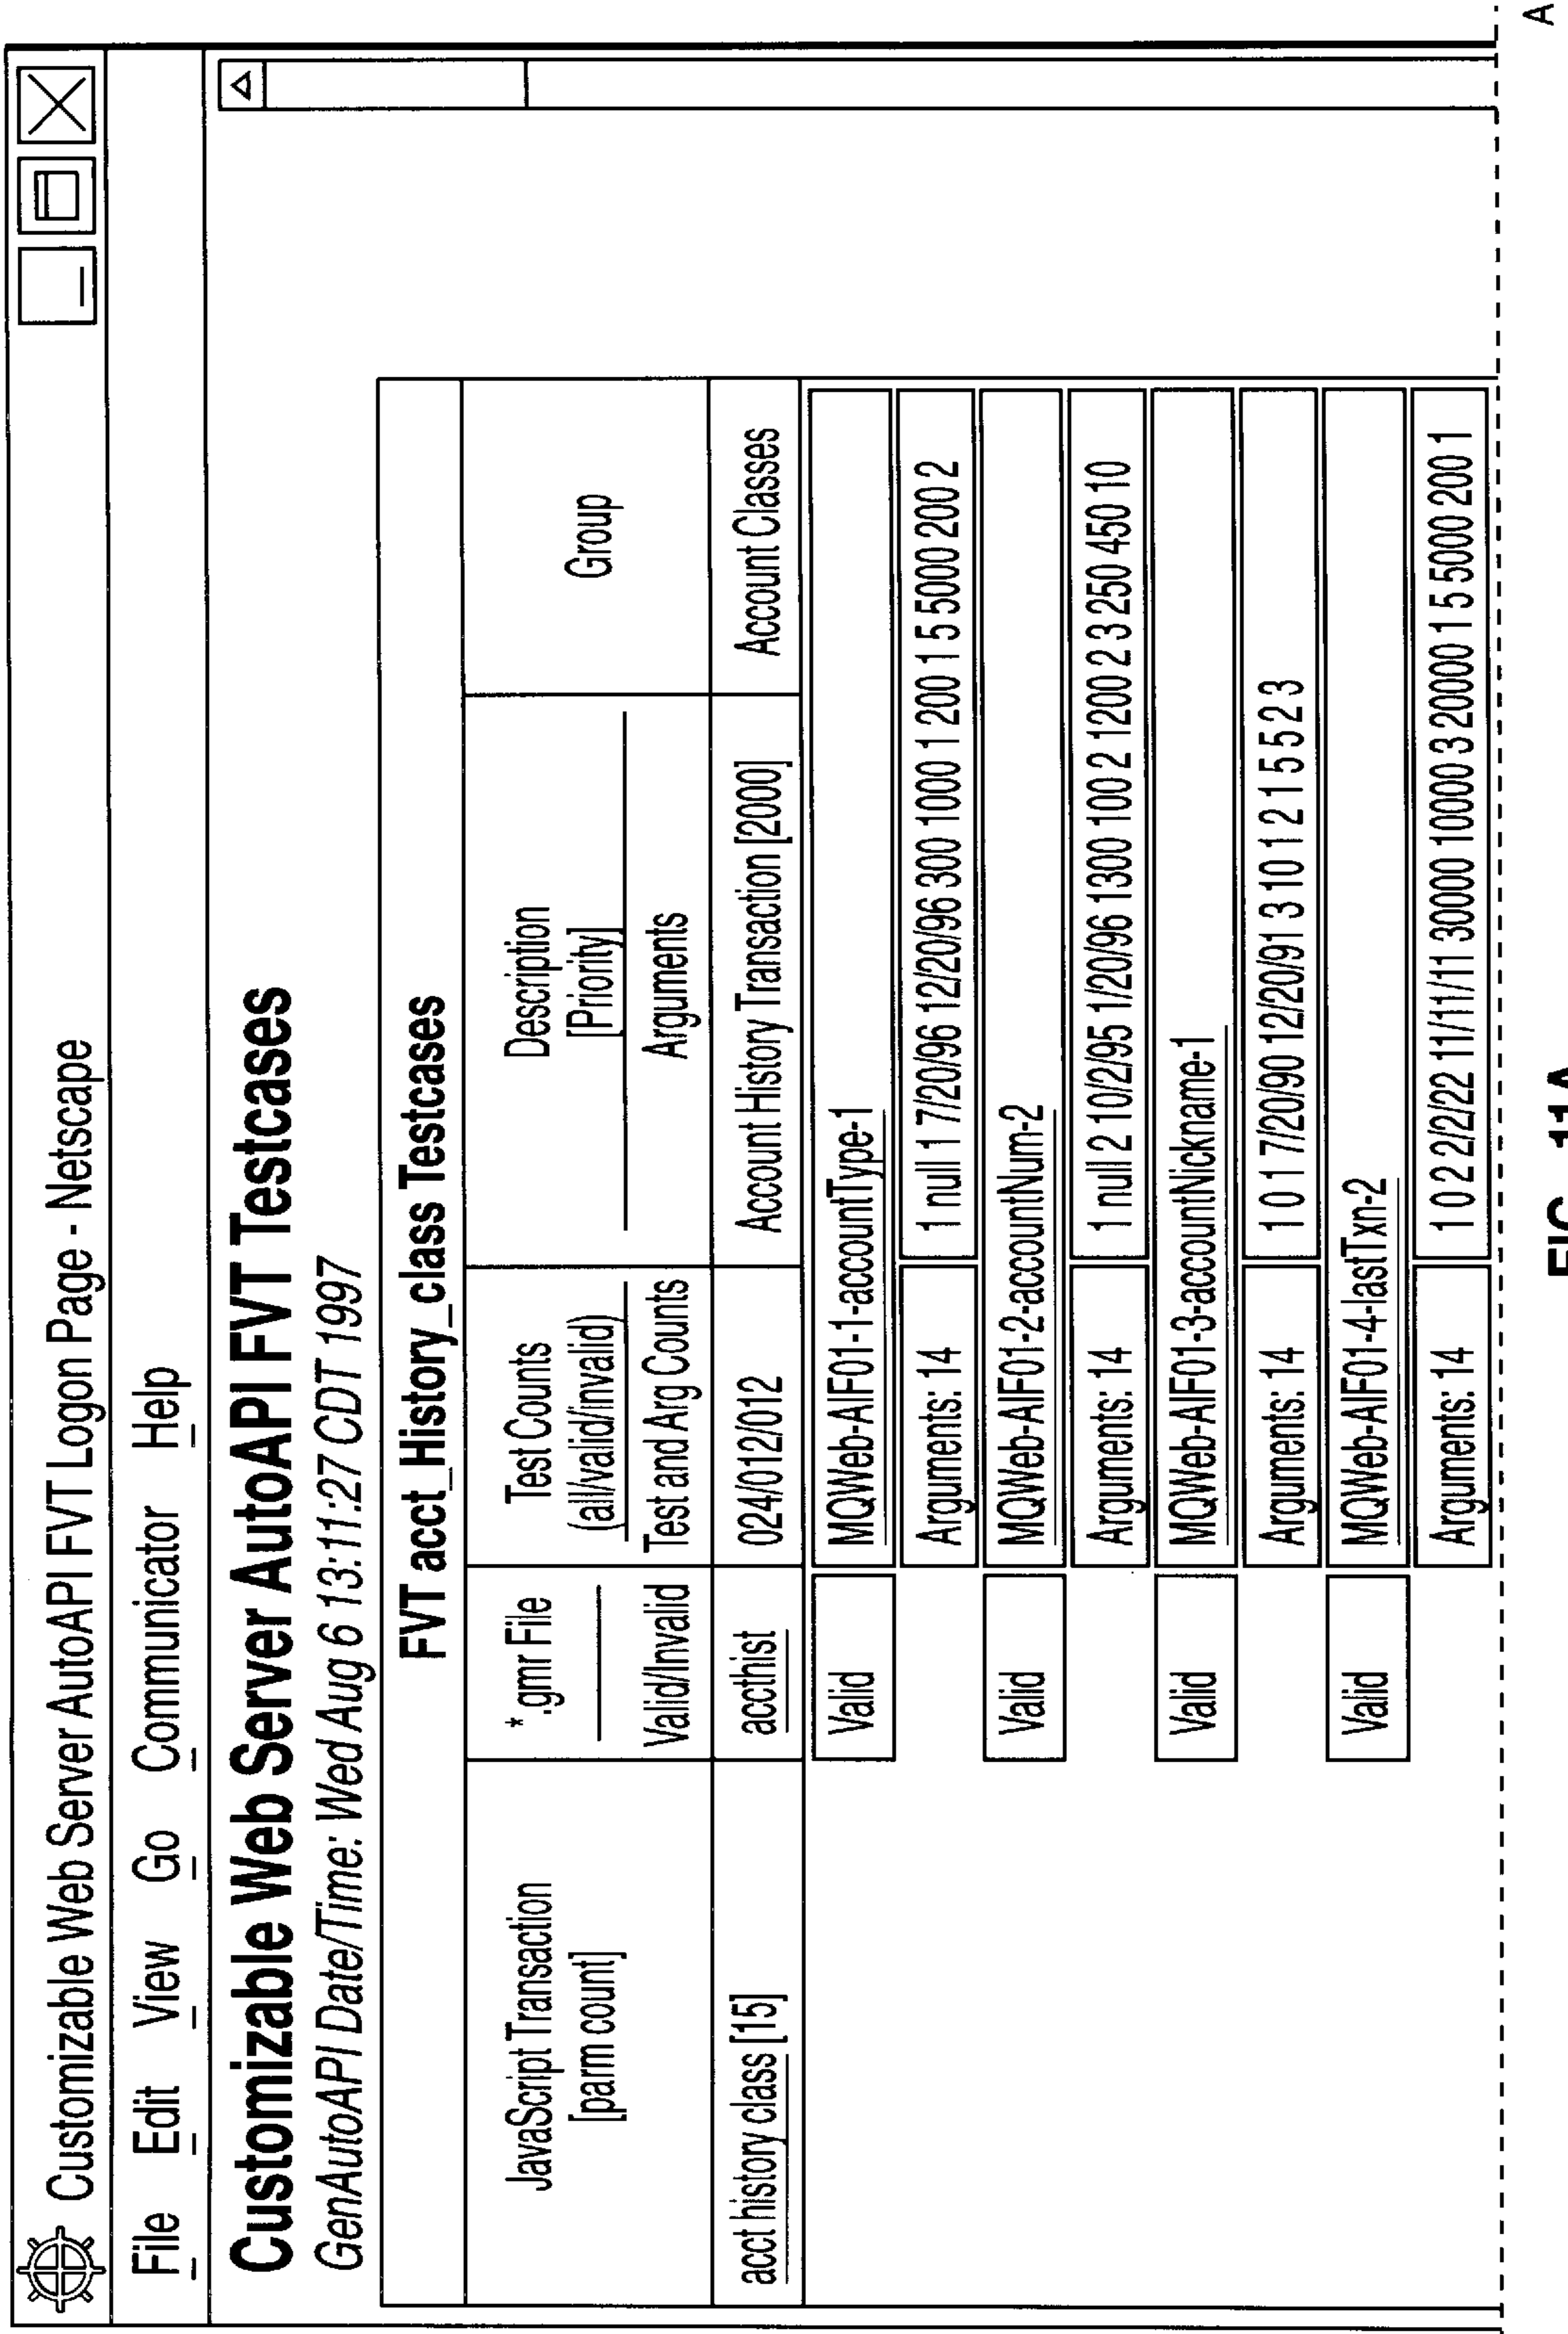 Customizable Web Server AutoAPI FVT Logon Page - Netscape
File Edit View Go Communicator Help
Customizable Web Server AutoAPI FVT Testcases
GenAutoAPI Date/Time: Wed Aug 6 13:11:27 CDT 1997
FVT acct_History_class Testcases
JavaScript Transaction
[parm count]
*.gmr File
Valid/Invalid
Test Counts
(all/valid/invalid)
Test and Arg Counts
Description
[Priority]
Arguments
Group
acct history class [15]
accthist
024/012/012
Account History Transaction [2000]
Account Classes
Valid
MQWeb-AIF01-1-accountType-1
Arguments: 14
1 null 1 7/20/96 12/20/96 300 1000 1 200 1 5 5000 200 2
Valid
MQWeb-AIF01-2-accountNum-2
Arguments: 14
1 null 2 10/2/95 1/20/96 1300 100 2 1200 2 3 250 450 10
Valid
MQWeb-AIF01-3-accountNickname-1
Arguments: 14
1 0 1 7/20/90 12/20/91 3 10 1 2 1 5 5 2 3
Valid
MQWeb-AIF01-4-lastTxn-2
Arguments: 14
1 0 2 2/2/22 11/11/11 30000 10000 3 20000 1 5 5000 200 1
A